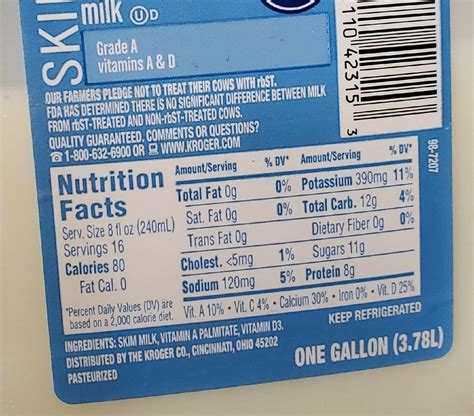 SKI
milk Ⓤ D
Grade A
vitamins A & D
OUR FARMERS PLEDGE NOT TO TREAT THEIR COWS WITH rbST.
FDA HAS DETERMINED THERE IS NO SIGNIFICANT DIFFERENCE BETWEEN MILK
FROM rbST-TREATED AND NON-rbST-TREATED COWS.
QUALITY GUARANTEED, COMMENTS OR QUESTIONS?
1-800-632-6900 OR WWW.KROGER.COM
110 42315 3
98-7207
Nutrition
Facts
Serv. Size 8 fl oz (240mL)
Servings 16
Calories 80
Fat Cal. 0
*Percent Daily Values (DV) are
based on a 2,000 calorie diet.
Amount/Serving % DV*
Total Fat 0g 0%
Sat. Fat 0g 0%
Trans Fat 0g
Cholest. <5mg 1%
Sodium 120mg 5%
Amount/Serving % DV*
Potassium 390mg 11%
Total Carb. 12g 4%
Dietary Fiber 0g 0%
Sugars 11g
Protein 8g
Vit. A 10% • Vit. C 4% • Calcium 30% • Iron 0% • Vit. D 25%
INGREDIENTS: SKIM MILK, VITAMIN A PALMITATE, VITAMIN D3.
DISTRIBUTED BY THE KROGER CO., CINCINNATI, OHIO 45202
PASTEURIZED
KEEP REFRIGERATED
ONE GALLON (3.78L)